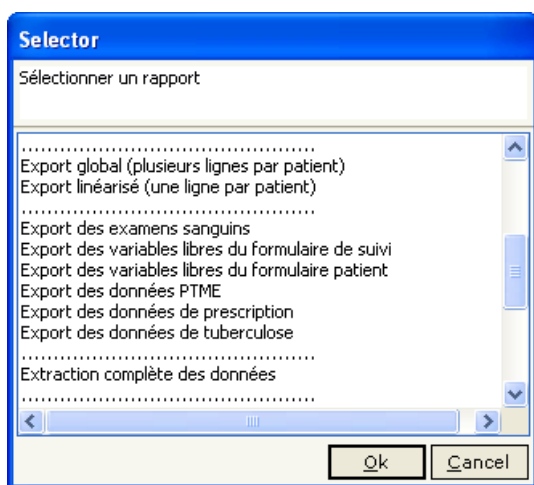 Selector
Sélectionner un rapport
..............................................
Export global (plusieurs lignes par patient)
Export linéarisé (une ligne par patient)
..............................................
Export des examens sanguins
Export des variables libres du formulaire de suivi
Export des variables libres du formulaire patient
Export des données PTME
Export des données de prescription
Export des données de tuberculose
..............................................
Extraction complète des données
..............................................
Ok Cancel